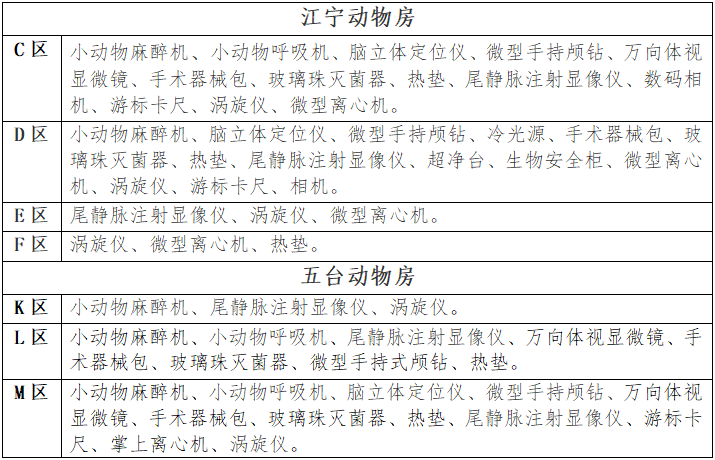 江宁动物房
C 区
小动物麻醉机、小动物呼吸机、脑立体定位仪、微型手持颅钻、万向体视
显微镜、手术器械包、玻璃珠灭菌器、热垫、尾静脉注射显像仪、数码相
机、游标卡尺、涡旋仪、微型离心机。
D 区
小动物麻醉机、脑立体定位仪、微型手持颅钻、冷光源、手术器械包、玻
璃珠灭菌器、热垫、尾静脉注射显像仪、超净台、生物安全柜、微型离心
机、涡旋仪、游标卡尺、相机。
E 区
尾静脉注射显像仪、涡旋仪、微型离心机。
F 区
涡旋仪、微型离心机、热垫。
五台动物房
K 区
小动物麻醉机、尾静脉注射显像仪、涡旋仪。
L 区
小动物麻醉机、小动物呼吸机、尾静脉注射显像仪、万向体视显微镜、手
术器械包、玻璃珠灭菌器、微型手持式颅钻、热垫。
M 区
小动物麻醉机、小动物呼吸机、脑立体定位仪、微型手持颅钻、万向体视
显微镜、手术器械包、玻璃珠灭菌器、热垫、尾静脉注射显像仪、游标卡
尺、掌上离心机、涡旋仪。